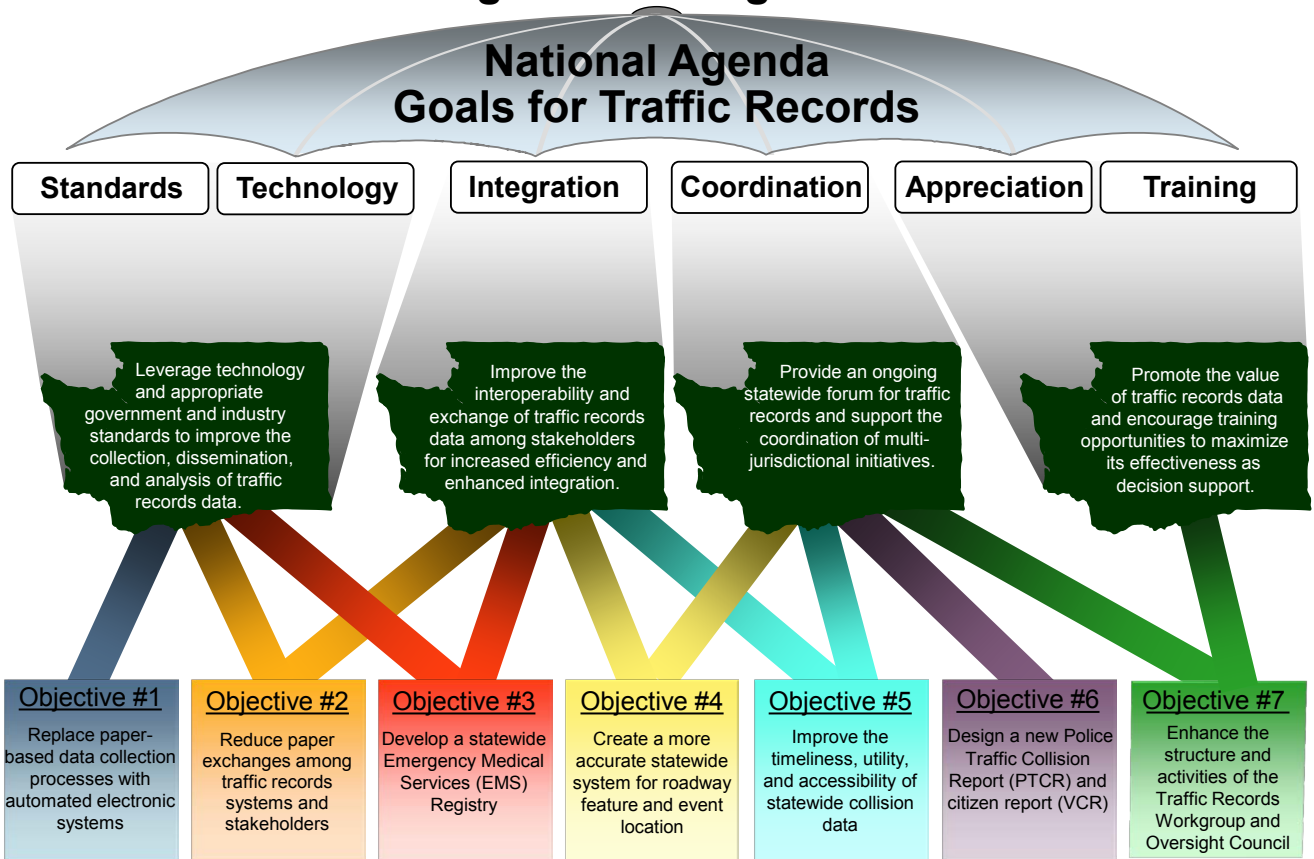 National Agenda
Goals for Traffic Records
Standards
Technology
Integration
Coordination
Appreciation
Training
Leverage technology
and appropriate
government and industry
standards to improve the
collection, dissemination,
and analysis of traffic
records data.
Improve the
interoperability and
exchange of traffic records
data among stakeholders
for increased efficiency and
enhanced integration.
Provide an ongoing
statewide forum for traffic
records and support the
coordination of multi-
jurisdictional initiatives.
Promote the value
of traffic records data
and encourage training
opportunities to maximize
its effectiveness as
decision support.
Objective #1
Replace paper-
based data collection
processes with
automated electronic
systems
Objective #2
Reduce paper
exchanges among
traffic records
systems and
stakeholders
Objective #3
Develop a statewide
Emergency Medical
Services (EMS)
Registry
Objective #4
Create a more
accurate statewide
system for roadway
feature and event
location
Objective #5
Improve the
timeliness, utility,
and accessibility of
statewide collision
data
Objective #6
Design a new Police
Traffic Collision
Report (PTCR) and
citizen report (VCR)
Objective #7
Enhance the
structure and
activities of the
Traffic Records
Workgroup and
Oversight Council